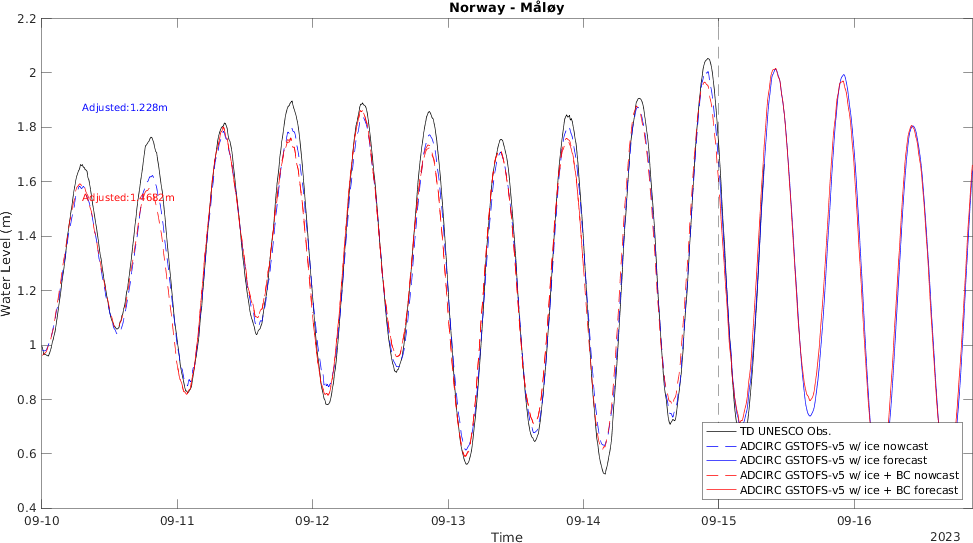 Norway - Måløy
2.2
2
1.8
1.6
1.4
1.2
1
0.8
0.6
0.4
Water Level (m)
Adjusted:1.228m
Adjusted:1.4682m
TD UNESCO Obs.
ADCIRC GSTOFS-v5 w/ ice nowcast
ADCIRC GSTOFS-v5 w/ ice forecast
ADCIRC GSTOFS-v5 w/ ice + BC nowcast
ADCIRC GSTOFS-v5 w/ ice + BC forecast
09-10 09-11 09-12 09-13 09-14 09-15 09-16
Time
2023